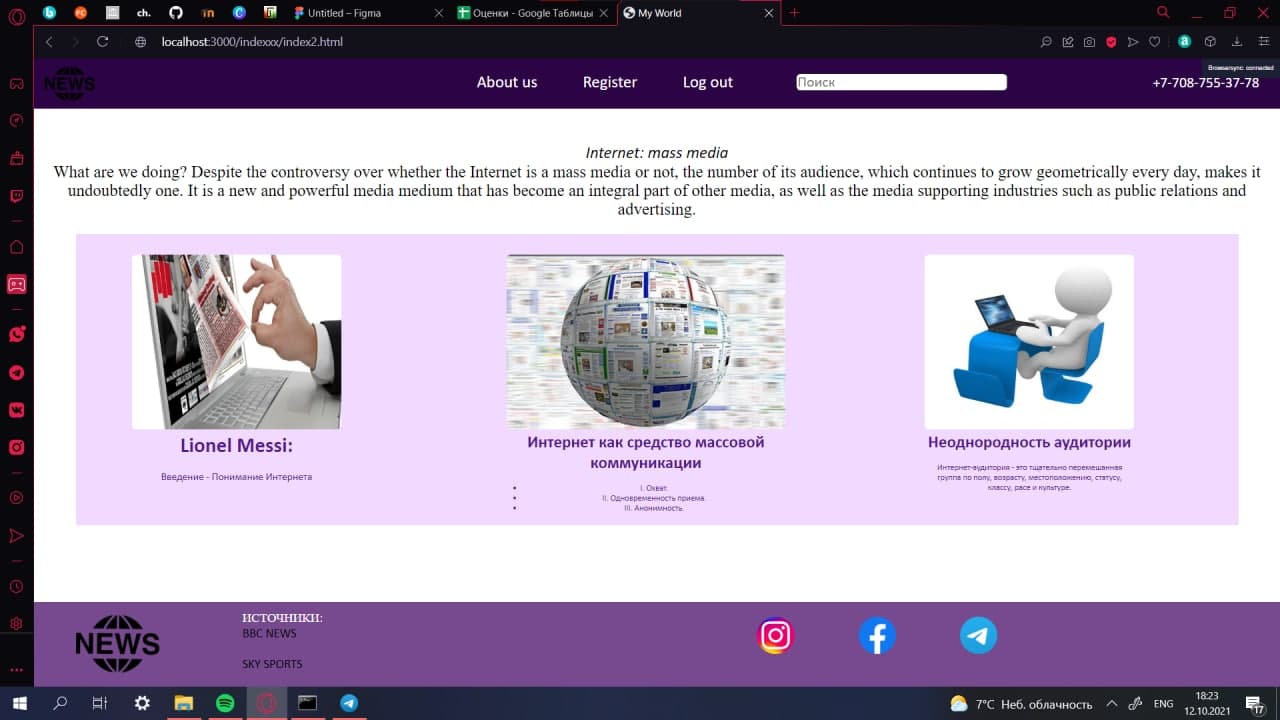 ch.
Untitled – Figma
Оценки - Google Таблицы
My World
localhost:3000/indexxx/index2.html
Browsersync: connected
NEWS
About us
Register
Log out
Поиск
+7-708-755-37-78
Internet: mass media
What are we doing? Despite the controversy over whether the Internet is a mass media or not, the number of its audience, which continues to grow geometrically every day, makes it
undoubtedly one. It is a new and powerful media medium that has become an integral part of other media, as well as the media supporting industries such as public relations and
advertising.
Lionel Messi:
Введение - Понимание Интернета
Интернет как средство массовой
коммуникации
I. Охват.
II. Одновременность приема.
III. Анонимность.
Неоднородность аудитории
Интернет-аудитория - это тщательно перемешанная
группа по полу, возрасту, местоположению, статусу,
классу, расе и культуре.
NEWS
ИСТОЧНИКИ:
BBC NEWS
SKY SPORTS
7°C Неб. облачность
ENG
18:23
12.10.2021
17